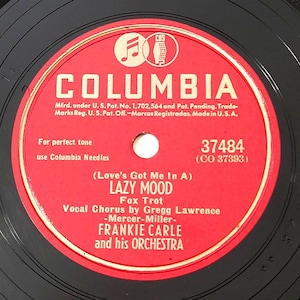 COLUMBIA
Mfrd. under U.S. Pat. No. 1,702,564 and Pat. Pending. Trade-
Marks Reg. U.S. Pat. Off.—Marcas Registradas. Made in U.S.A.
For perfect tone
use Columbia Needles
37484
(CO 37393)
(Love's Got Me In A)
LAZY MOOD
Fox Trot
Vocal Chorus by Gregg Lawrence
-Mercer-Miller-
FRANKIE CARLE
and his ORCHESTRA